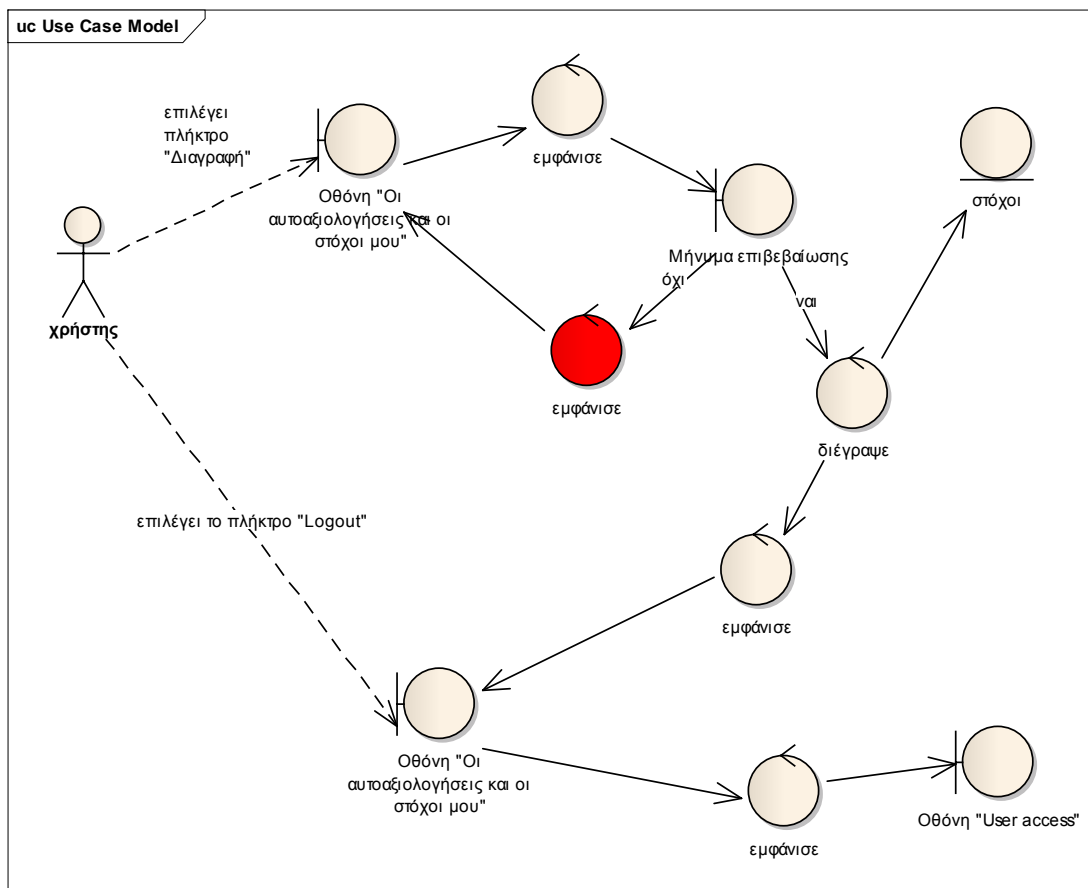 uc Use Case Model
επιλέγει
πλήκτρο
"Διαγραφή"
εμφάνισε
Οθόνη "Οι
αυτοαξιολογήσεις και οι
στόχοι μου"
στόχοι
Μήνυμα επιβεβαίωσης
όχι
ναι
χρήστης
εμφάνισε
διέγραψε
επιλέγει το πλήκτρο "Logout"
εμφάνισε
Οθόνη "Οι
αυτοαξιολογήσεις και οι
στόχοι μου"
εμφάνισε
Οθόνη "User access"